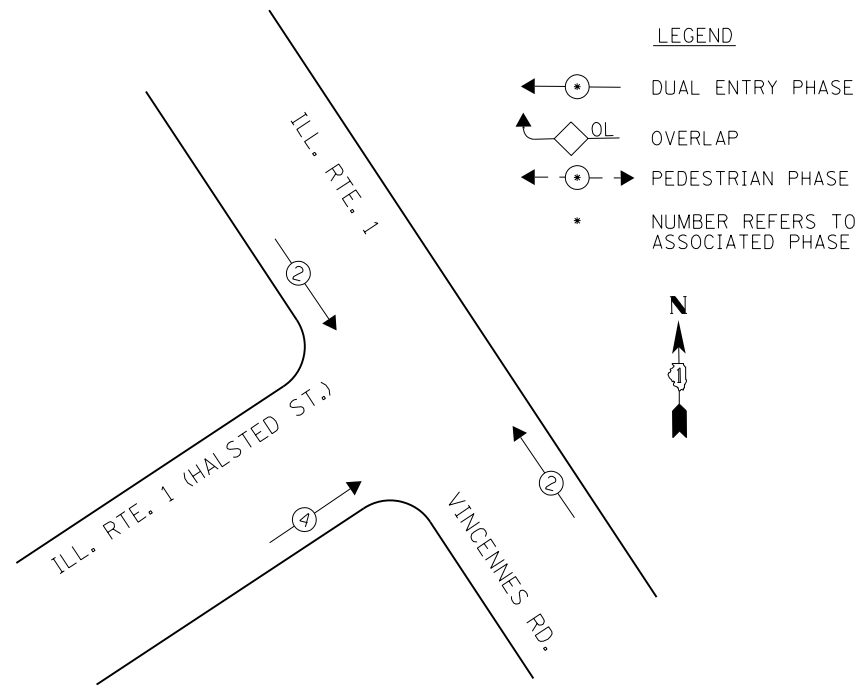 LEGEND
* DUAL ENTRY PHASE
OL OVERLAP
* PEDESTRIAN PHASE
* NUMBER REFERS TO
ASSOCIATED PHASE
N
1
ILL. RTE. 1
2
ILL. RTE. 1 (HALSTED ST.)
4
2
VINCENNES RD.